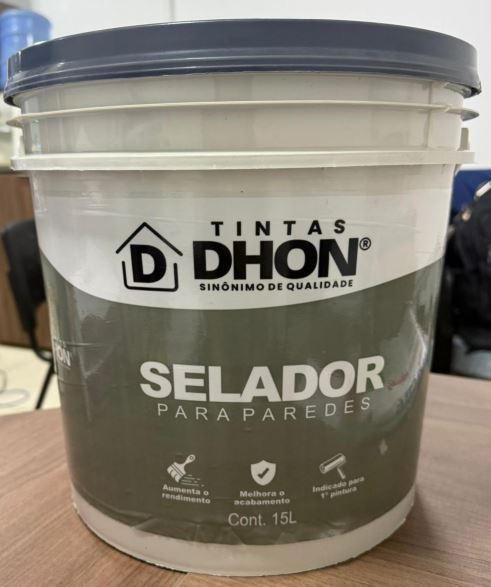 TINTAS
D DHON®
SINÔNIMO DE QUALIDADE
SELADOR
PARA PAREDES
Aumenta o
rendimento
Melhora o
acabamento
Indicado para
1ª pintura
Cont. 15L